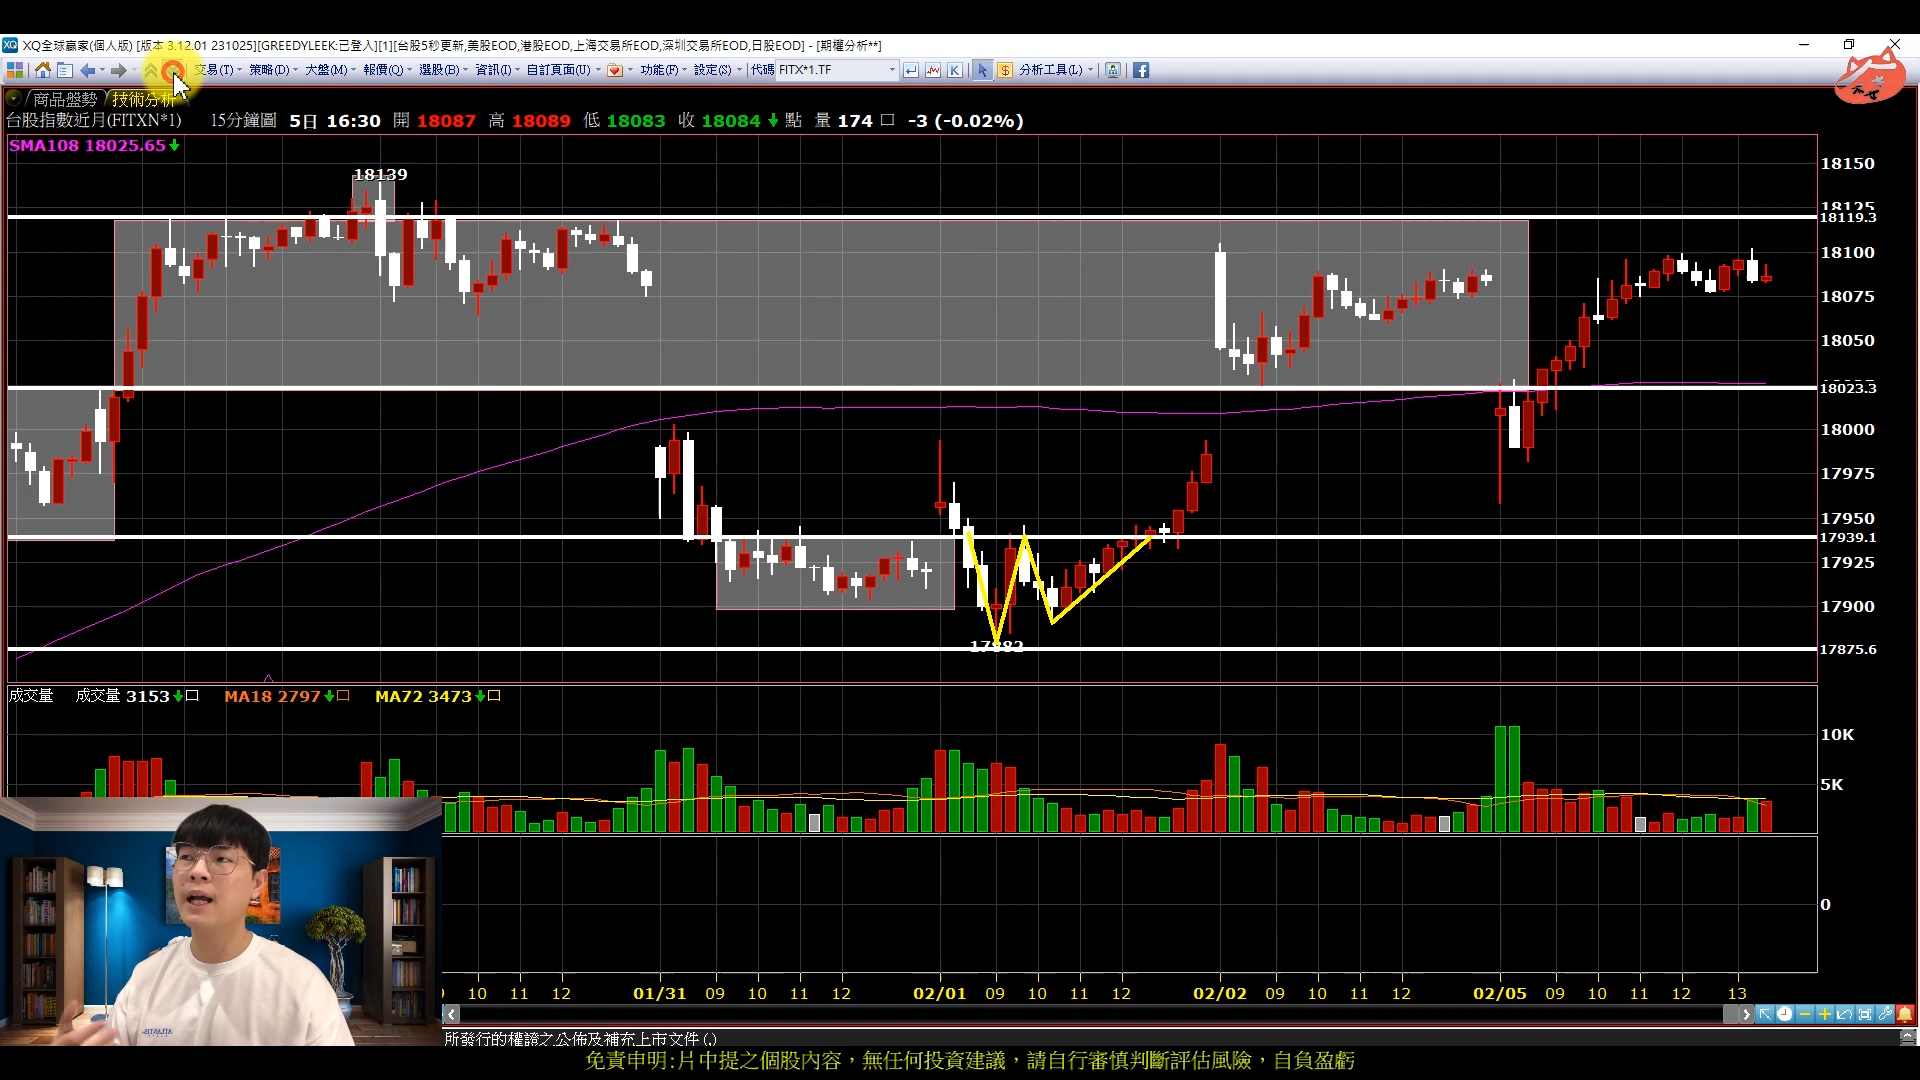 XQ全球贏家(個人版) [版本 3.12.01 231025][GREEDYLEEK:已登入][1][台股5秒更新,美股EOD,港股EOD,上海交易所EOD,深圳交易所EOD,日股EOD] - [期權分析**]
交易(T) 策略(D) 大盤(M) 報價(Q) 選股(B) 資訊(I) 自訂頁面(U) 功能(F) 設定(S) 代碼 FITX*1.TF K $ 分析工具(L) f
商品盤勢 技術分析
台股指數近月(FITXN*1) 15分鐘圖 5日 16:30 開 18087 高 18089 低 18083 收 18084 點 量 174 口 -3 (-0.02%)
SMA108 18025.65
18139
18150
18125
18119.3
18100
18075
18050
18023.3
18000
17975
17950
17939.1
17925
17900
17882
17875.6
成交量 成交量 3153 口 MA18 2797 口 MA72 3473 口
10K
5K
0
10 11 12 01/31 09 10 11 12 02/01 09 10 11 12 02/02 09 10 11 12 02/05 09 10 11 12 13
所發行的權證之公佈及補充上市文件(,)
免責申明:片中提之個股內容，無任何投資建議，請自行審慎判斷評估風險，自負盈虧